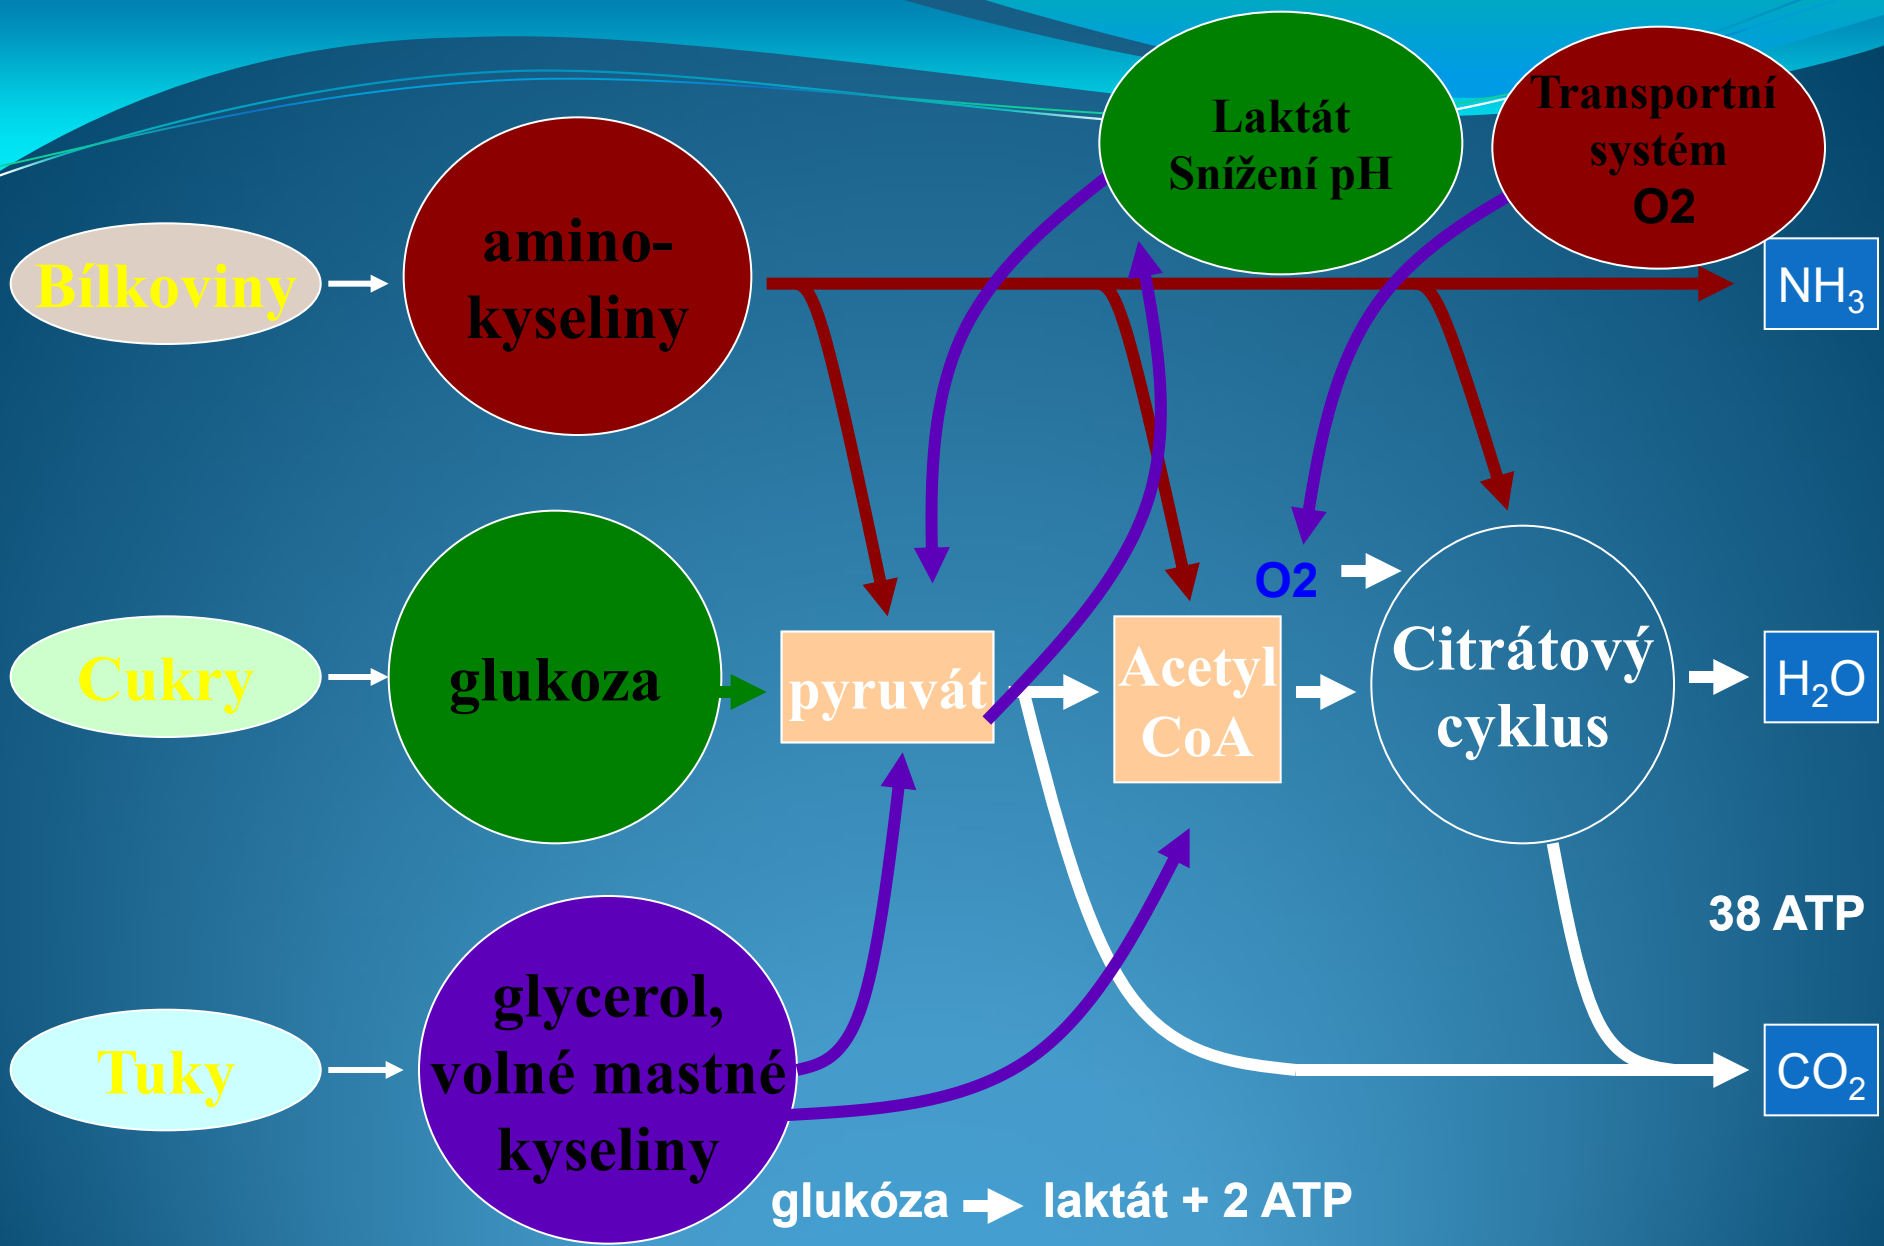 Laktát
Snížení pH
Transportní
systém
O2
Bílkoviny
amino-
kyseliny
NH3
O2
Cukry
glukoza
pyruvát
Acetyl
CoA
Citrátový
cyklus
H2O
38 ATP
Tuky
glycerol,
volné mastné
kyseliny
CO2
glukóza laktát + 2 ATP